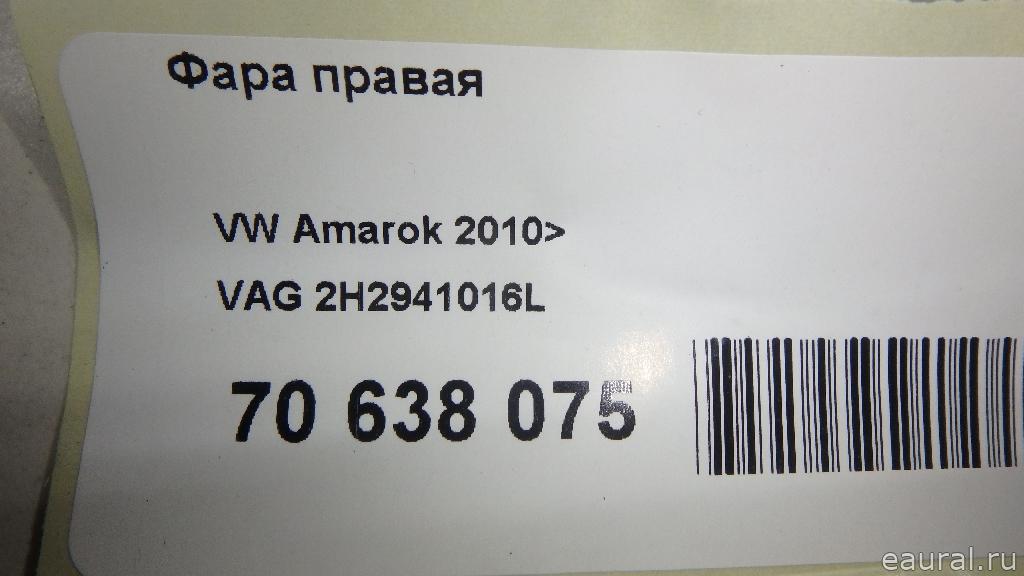 Фара правая
VW Amarok 2010>
VAG 2H2941016L
70 638 075
eaural.ru